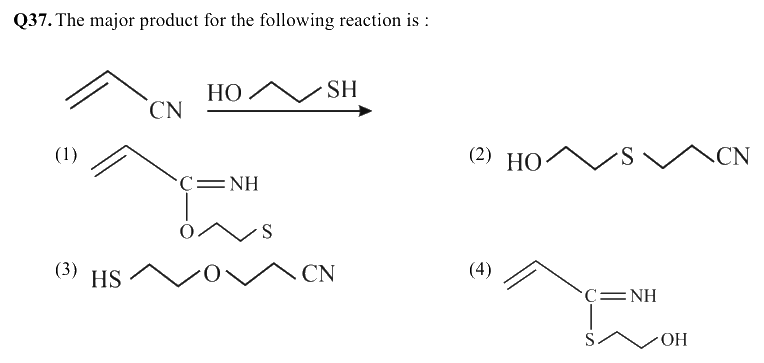 Q37. The major product for the following reaction is :
HO SH
CN
(1) C=NH
O S
(2) HO S CN
(3) HS O CN
(4) C=NH
S OH